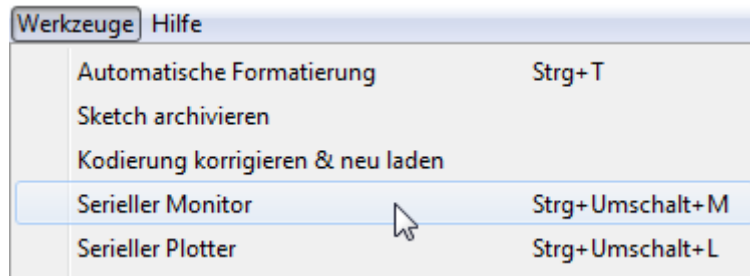 Werkzeuge Hilfe
Automatische Formatierung Strg+T
Sketch archivieren
Kodierung korrigieren & neu laden
Serieller Monitor Strg+Umschalt+M
Serieller Plotter Strg+Umschalt+L